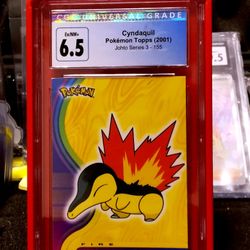 CGC UNIVERSAL GRADE
Ex/NM+
6.5
Cyndaquil
Pokémon Topps (2001)
Johto Series 3 - 155
POKéMON
FIRE